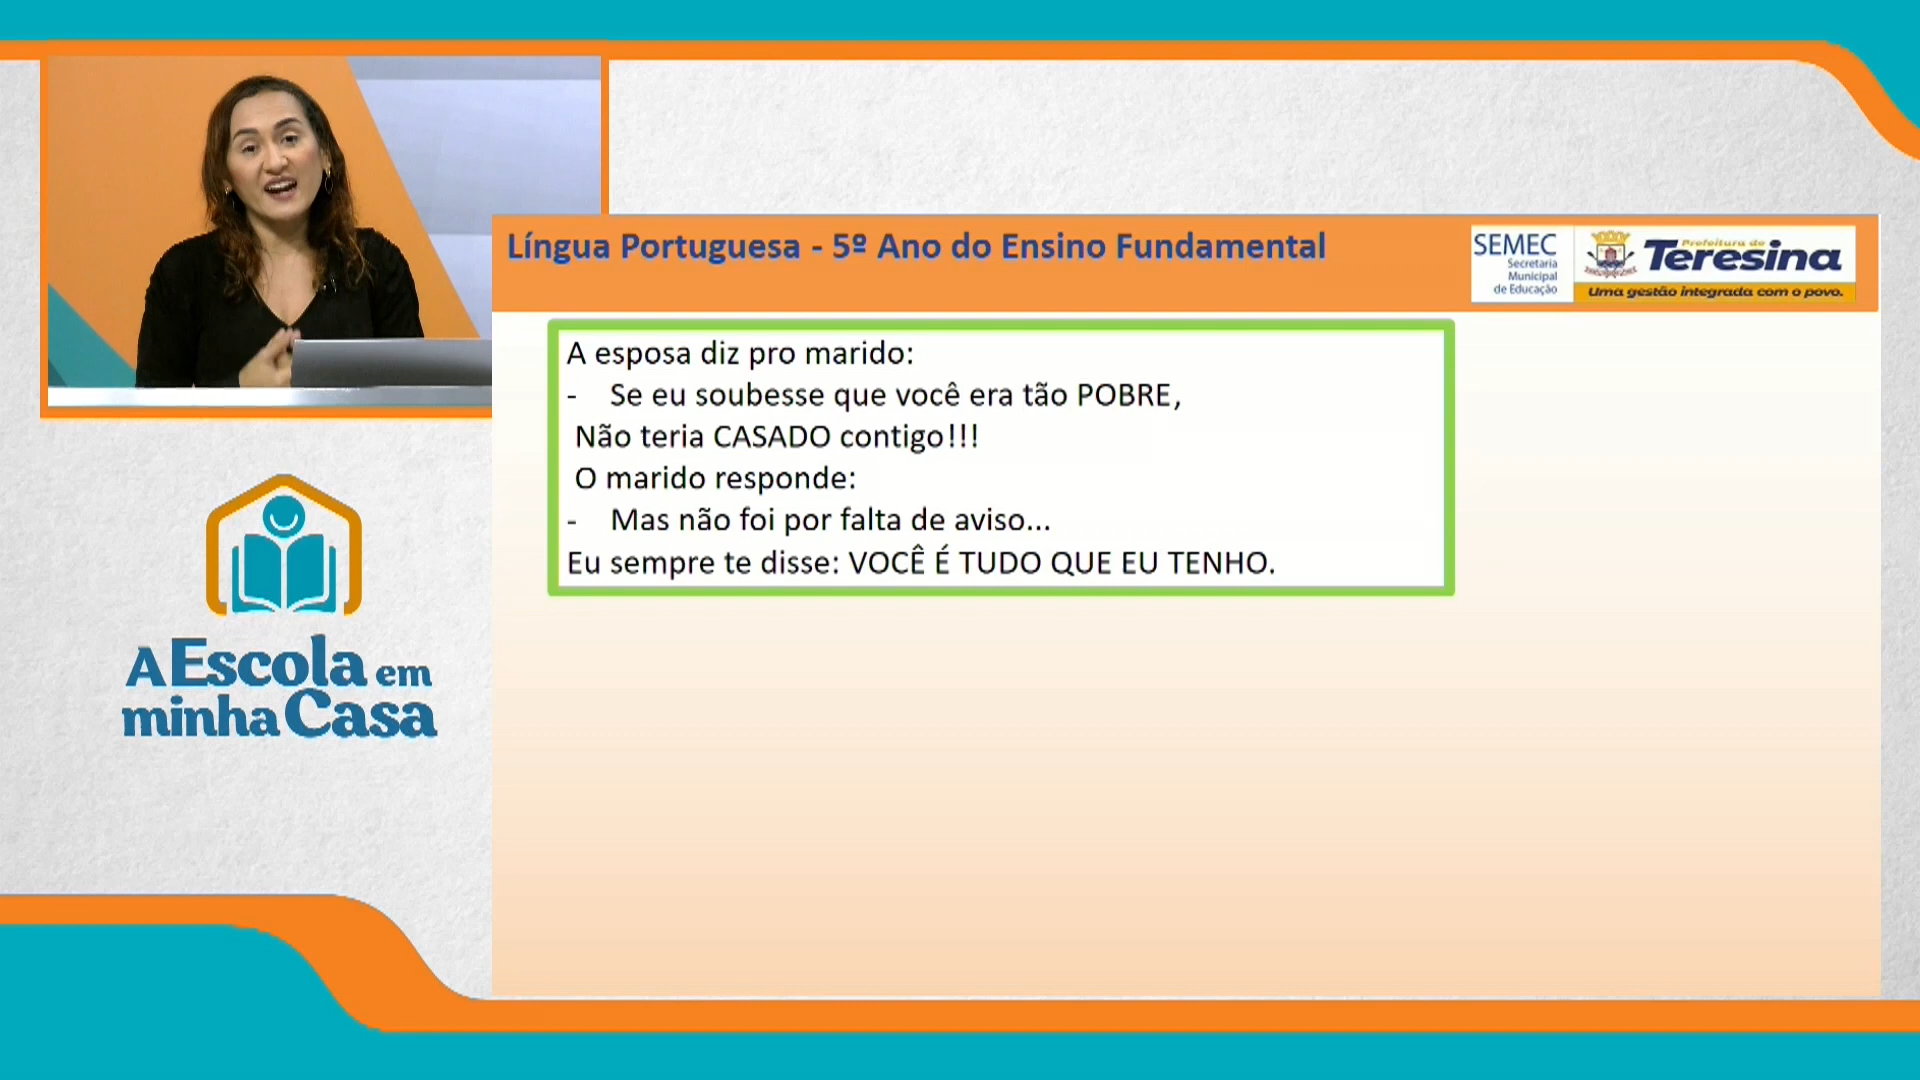 Língua Portuguesa - 5º Ano do Ensino Fundamental
SEMEC
Secretaria
Municipal
de Educação
Prefeitura de
Teresina
Uma gestão integrada com o povo.
A esposa diz pro marido:
- Se eu soubesse que você era tão POBRE,
Não teria CASADO contigo!!!
O marido responde:
- Mas não foi por falta de aviso...
Eu sempre te disse: VOCÊ É TUDO QUE EU TENHO.
A Escola em
minha Casa